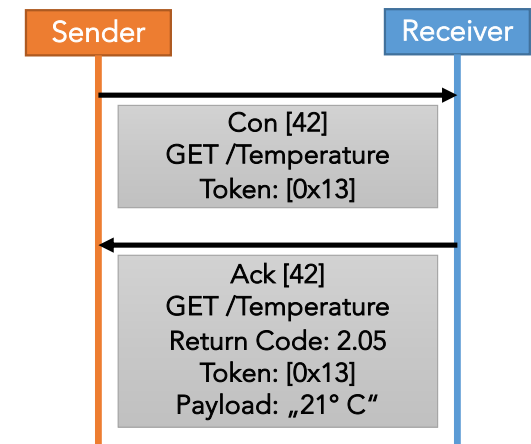 Sender
Receiver
Con [42]
GET /Temperature
Token: [0x13]
Ack [42]
GET /Temperature
Return Code: 2.05
Token: [0x13]
Payload: „21° C“